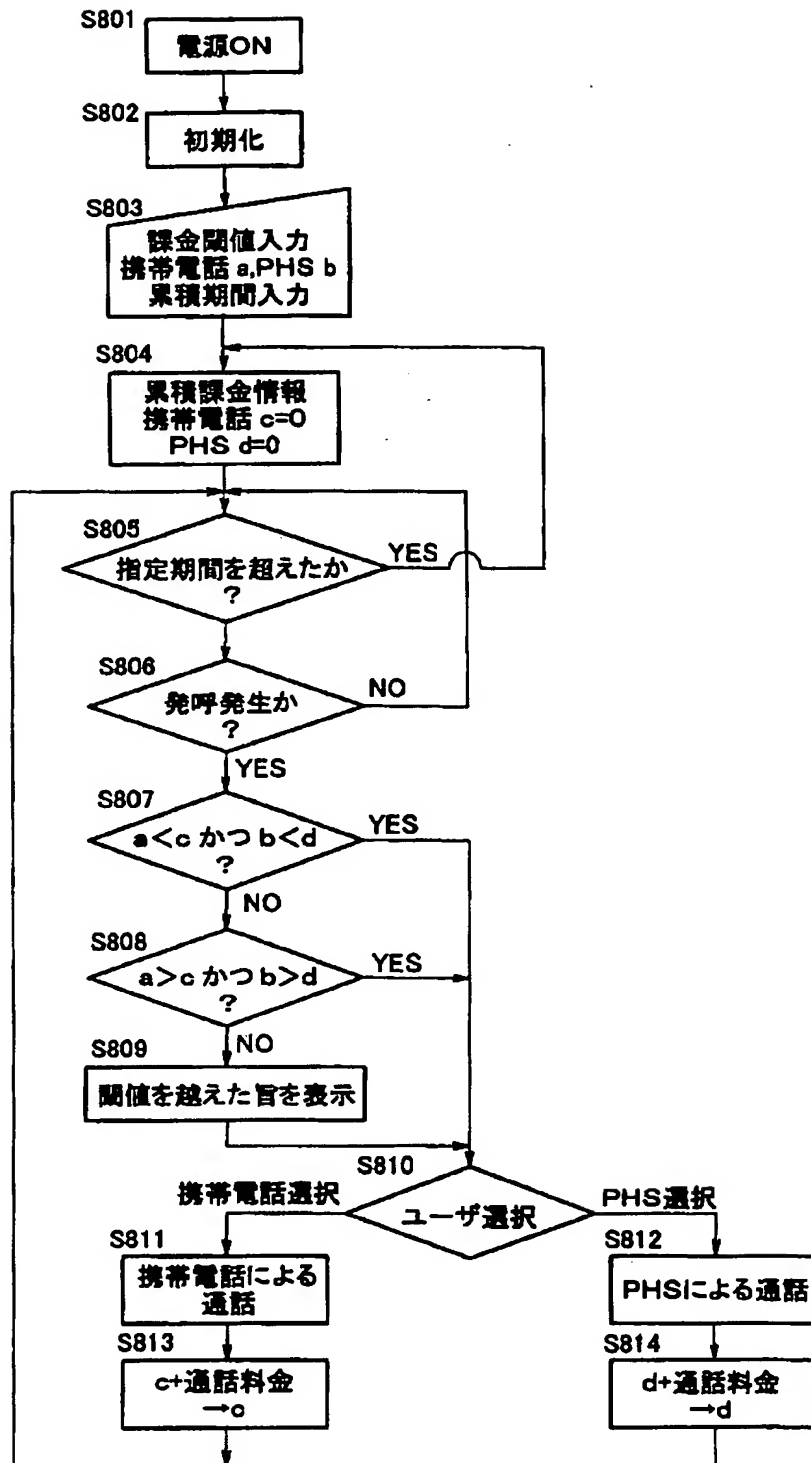 S801
電源ON
S802
初期化
S803
課金閾値入力
携帯電話 a,PHS b
累積期間入力
S804
累積課金情報
携帯電話 c=0
PHS d=0
S805
指定期間を超えたか
?
YES
S806
発呼発生か
?
NO
YES
S807
a<c かつ b<d
?
YES
NO
S808
a>c かつ b>d
?
YES
NO
S809
閾値を越えた旨を表示
S810
ユーザ選択
携帯電話選択
PHS選択
S811
携帯電話による
通話
S812
PHSによる通話
S813
c+通話料金
→c
S814
d+通話料金
→d